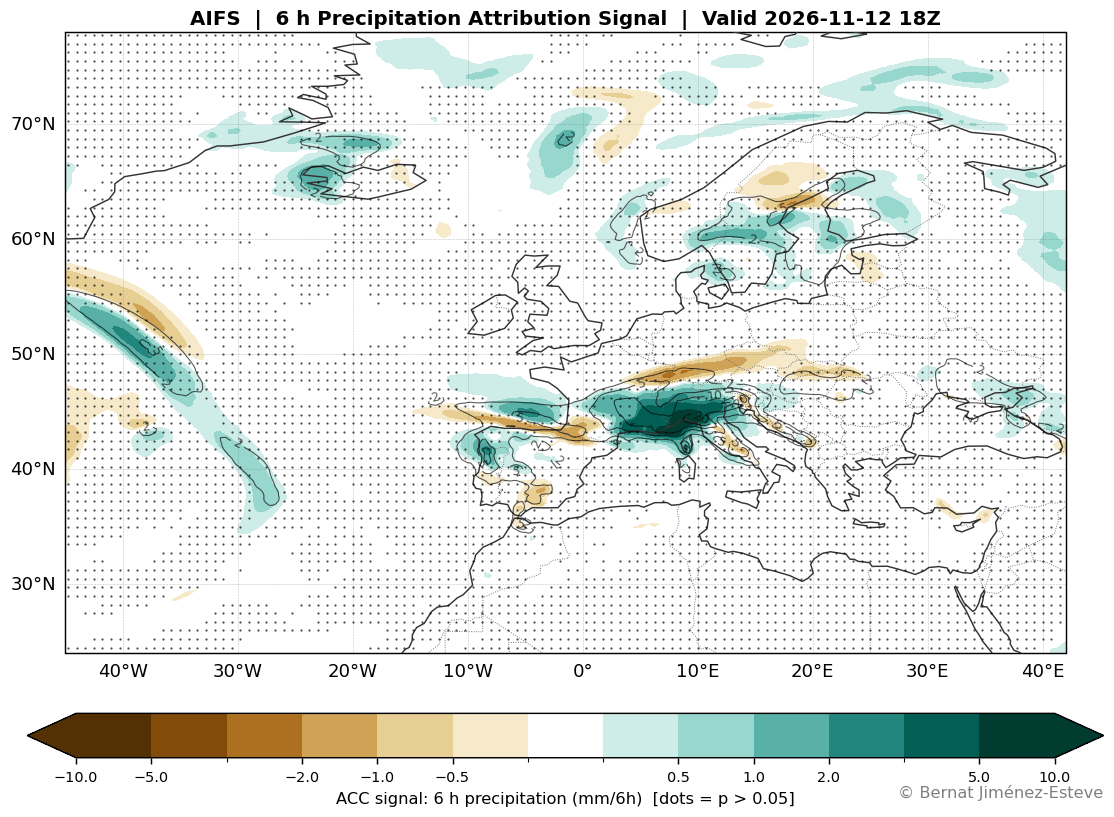 AIFS | 6 h Precipitation Attribution Signal | Valid 2026-11-12 18Z
70°N
60°N
50°N
40°N
30°N
40°W 30°W 20°W 10°W 0° 10°E 20°E 30°E 40°E
−10.0 −5.0 −2.0 −1.0 −0.5 0.5 1.0 2.0 5.0 10.0
ACC signal: 6 h precipitation (mm/6h) [dots = p > 0.05]
© Bernat Jiménez-Esteve